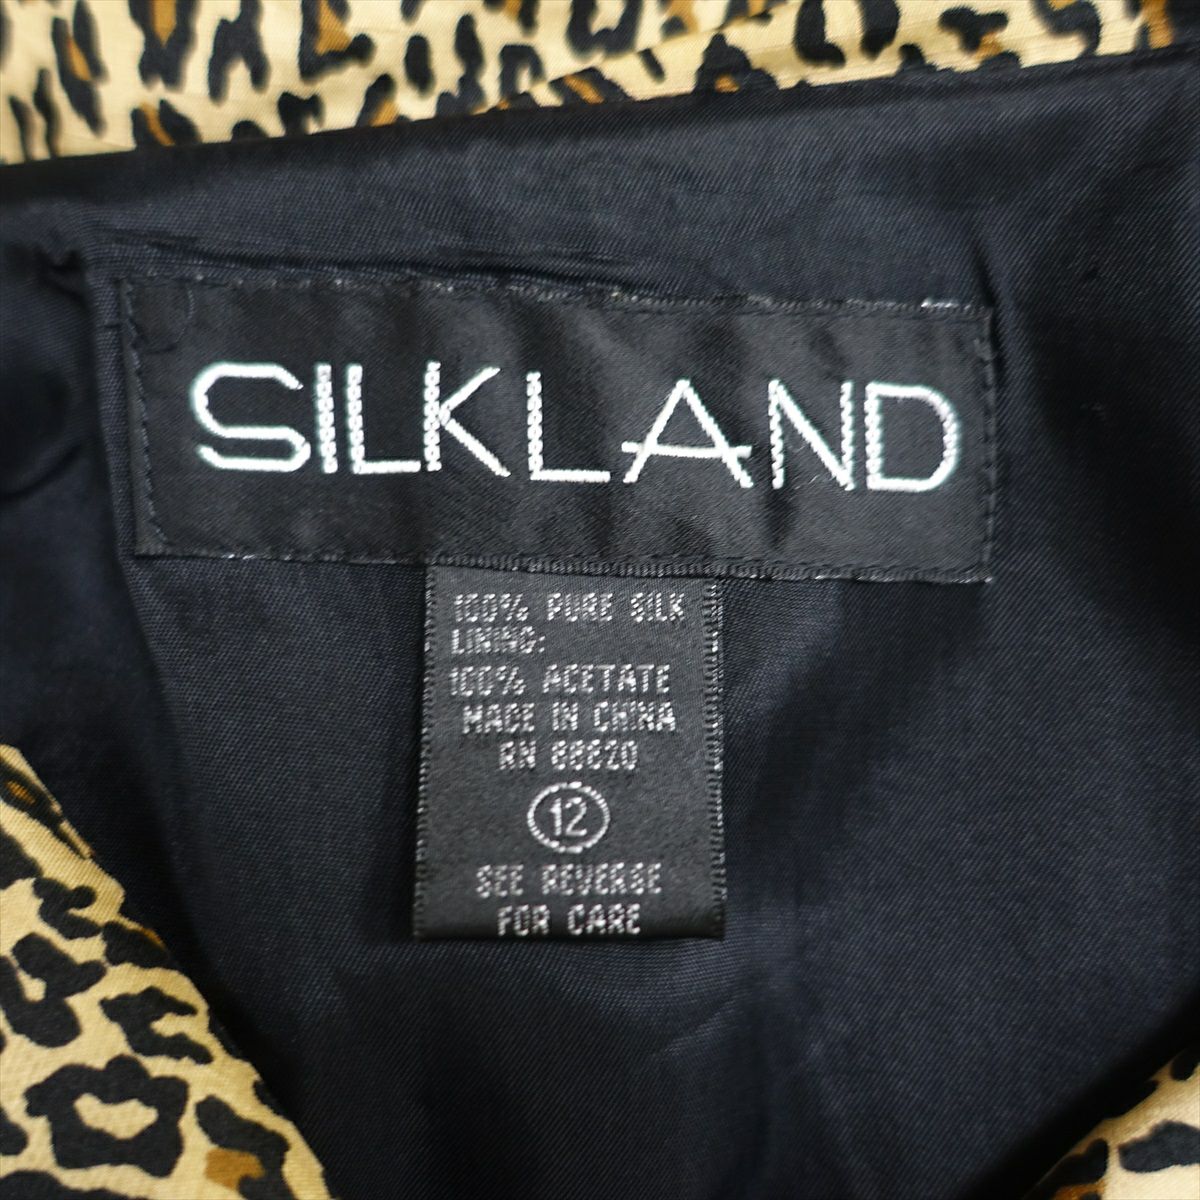 SILKLAND
100% PURE SILK
LINING:
100% ACETATE
MADE IN CHINA
RN 88620
12
SEE REVERSE
FOR CARE